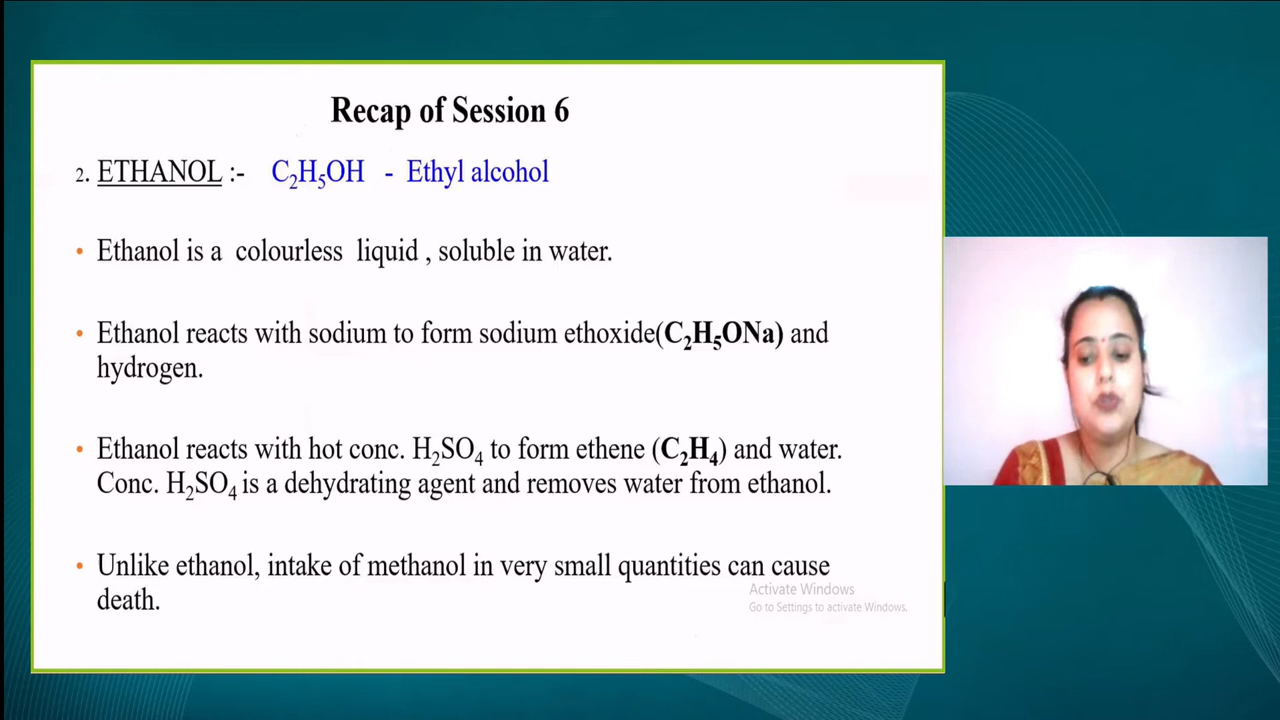 Recap of Session 6
2. ETHANOL :- C₂H₅OH - Ethyl alcohol
• Ethanol is a colourless liquid , soluble in water.
• Ethanol reacts with sodium to form sodium ethoxide(C₂H₅ONa) and
hydrogen.
• Ethanol reacts with hot conc. H₂SO₄ to form ethene (C₂H₄) and water.
Conc. H₂SO₄ is a dehydrating agent and removes water from ethanol.
• Unlike ethanol, intake of methanol in very small quantities can cause
death.
Activate Windows
Go to Settings to activate Windows.